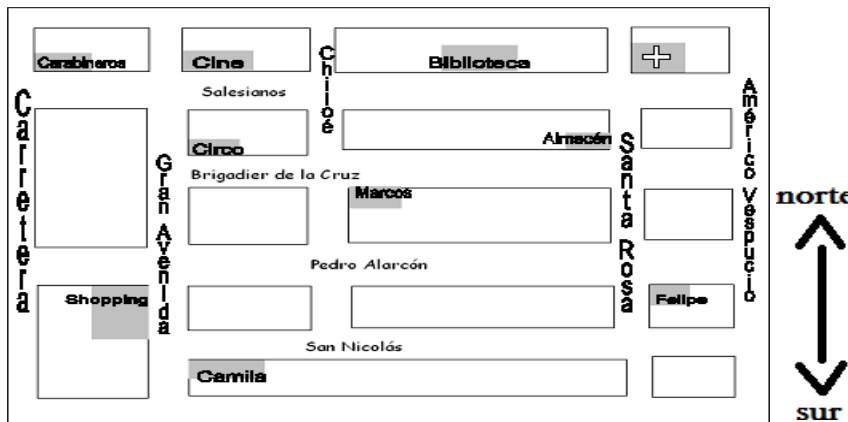 Carabineros
Cine
Chiloé
Biblioteca
Salesianos
Carretera
Circo
Almacén
Américo Vespucio
Gran Avenida
Brigadier de la Cruz
Santa Rosa
Marcos
norte
Pedro Alarcón
Shopping
Felipe
San Nicolás
Camila
sur